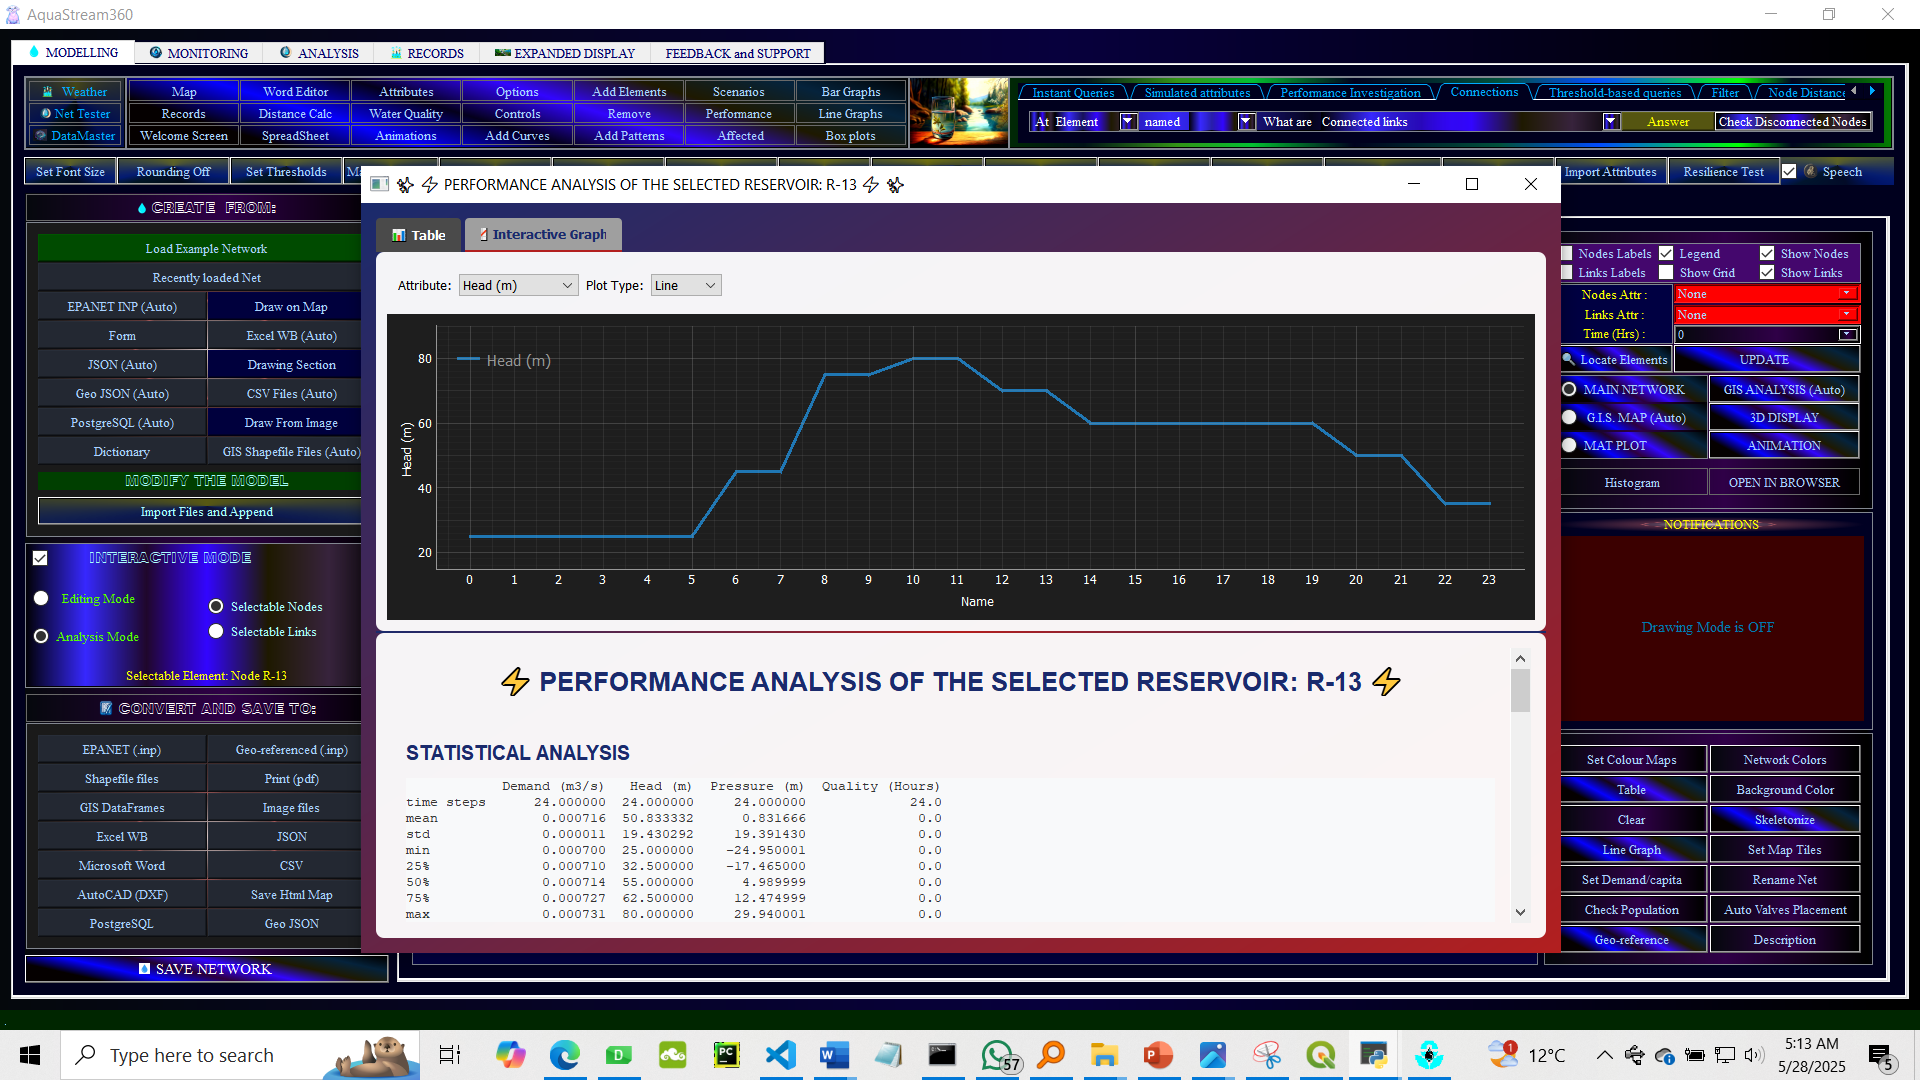 AquaStream360
MODELLING MONITORING ANALYSIS RECORDS EXPANDED DISPLAY FEEDBACK and SUPPORT
Weather Map Word Editor Attributes Options Add Elements Scenarios Bar Graphs
Net Tester Records Distance Calc Water Quality Controls Remove Performance Line Graphs
DataMaster Welcome Screen SpreadSheet Animations Add Curves Add Patterns Affected Box plots
Instant Queries Simulated attributes Performance Investigation Connections Threshold-based queries Filter Node Distance
At Element named What are Connected links Answer Check Disconnected Nodes
Set Font Size Rounding Off Set Thresholds Import Attributes Resilience Test Speech
CREATE FROM:
Load Example Network
Recently loaded Net
EPANET INP (Auto) Draw on Map
Form Excel WB (Auto)
JSON (Auto) Drawing Section
Geo JSON (Auto) CSV Files (Auto)
PostgreSQL (Auto) Draw From Image
Dictionary GIS Shapefile Files (Auto)
MODIFY THE MODEL
Import Files and Append
INTERACTIVE MODE
Editing Mode
Selectable Nodes
Selectable Links
Analysis Mode
Selectable Element: Node R-13
CONVERT AND SAVE TO:
EPANET (.inp) Geo-referenced (.inp)
Shapefile files Print (pdf)
GIS DataFrames Image files
Excel WB JSON
Microsoft Word CSV
AutoCAD (DXF) Save Html Map
PostgreSQL Geo JSON
SAVE NETWORK
PERFORMANCE ANALYSIS OF THE SELECTED RESERVOIR: R-13
Table Interactive Graph
Attribute: Head (m) Plot Type: Line
Head (m)
80
60
40
20
Head (m)
0 1 2 3 4 5 6 7 8 9 10 11 12 13 14 15 16 17 18 19 20 21 22 23
Name
PERFORMANCE ANALYSIS OF THE SELECTED RESERVOIR: R-13
STATISTICAL ANALYSIS
Demand (m3/s) Head (m) Pressure (m) Quality (Hours)
time steps 24.000000 24.000000 24.000000 24.0
mean 0.000716 50.833332 0.831666 0.0
std 0.000011 19.430292 19.391430 0.0
min 0.000700 25.000000 -24.950001 0.0
25% 0.000710 32.500000 -17.465000 0.0
50% 0.000714 55.000000 4.989999 0.0
75% 0.000727 62.500000 12.474999 0.0
max 0.000731 80.000000 29.940001 0.0
Nodes Labels Legend Show Nodes
Links Labels Show Grid Show Links
Nodes Attr : None
Links Attr : None
Time (Hrs) : 0
Locate Elements UPDATE
MAIN NETWORK GIS ANALYSIS (Auto)
G.I.S. MAP (Auto) 3D DISPLAY
MAT PLOT ANIMATION
Histogram OPEN IN BROWSER
NOTIFICATIONS
Drawing Mode is OFF
Set Colour Maps Network Colors
Table Background Color
Clear Skeletonize
Line Graph Set Map Tiles
Set Demand/capita Rename Net
Check Population Auto Valves Placement
Geo-reference Description
Type here to search
PC
57
1
12°C
5:13 AM
5/28/2025
5